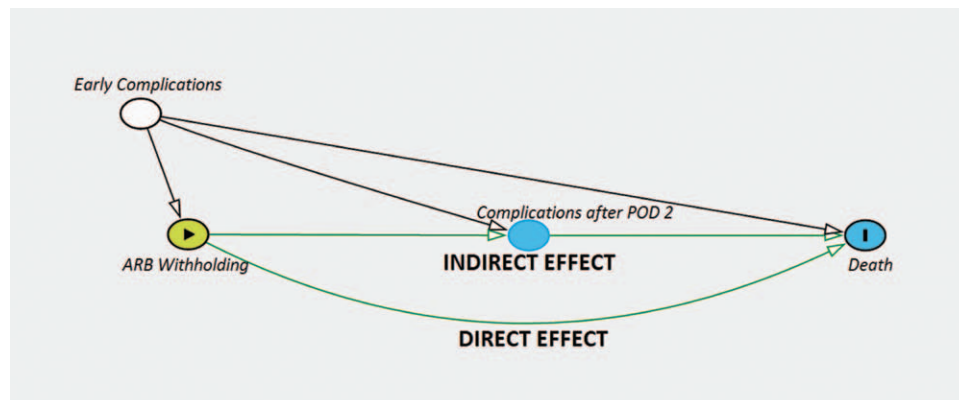 Early Complications
Complications after POD 2
ARB Withholding
INDIRECT EFFECT
Death
DIRECT EFFECT